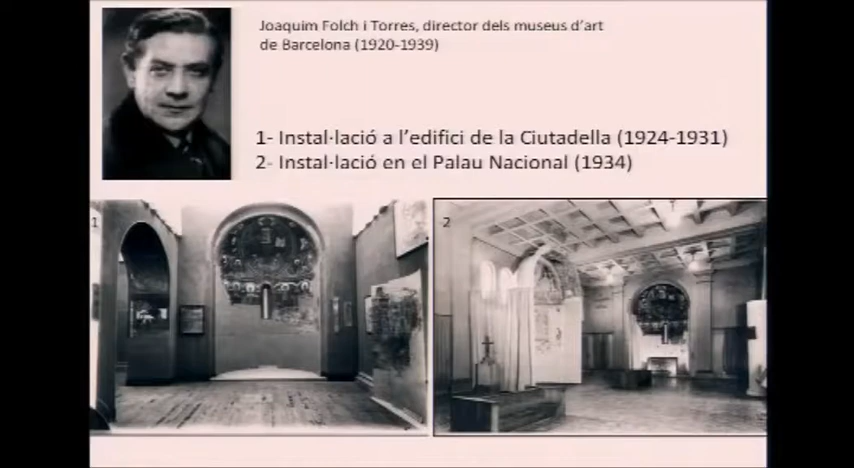 Joaquim Folch i Torres, director dels museus d'art
de Barcelona (1920-1939)
1- Instal·lació a l'edifici de la Ciutadella (1924-1931)
2- Instal·lació en el Palau Nacional (1934)
1
2